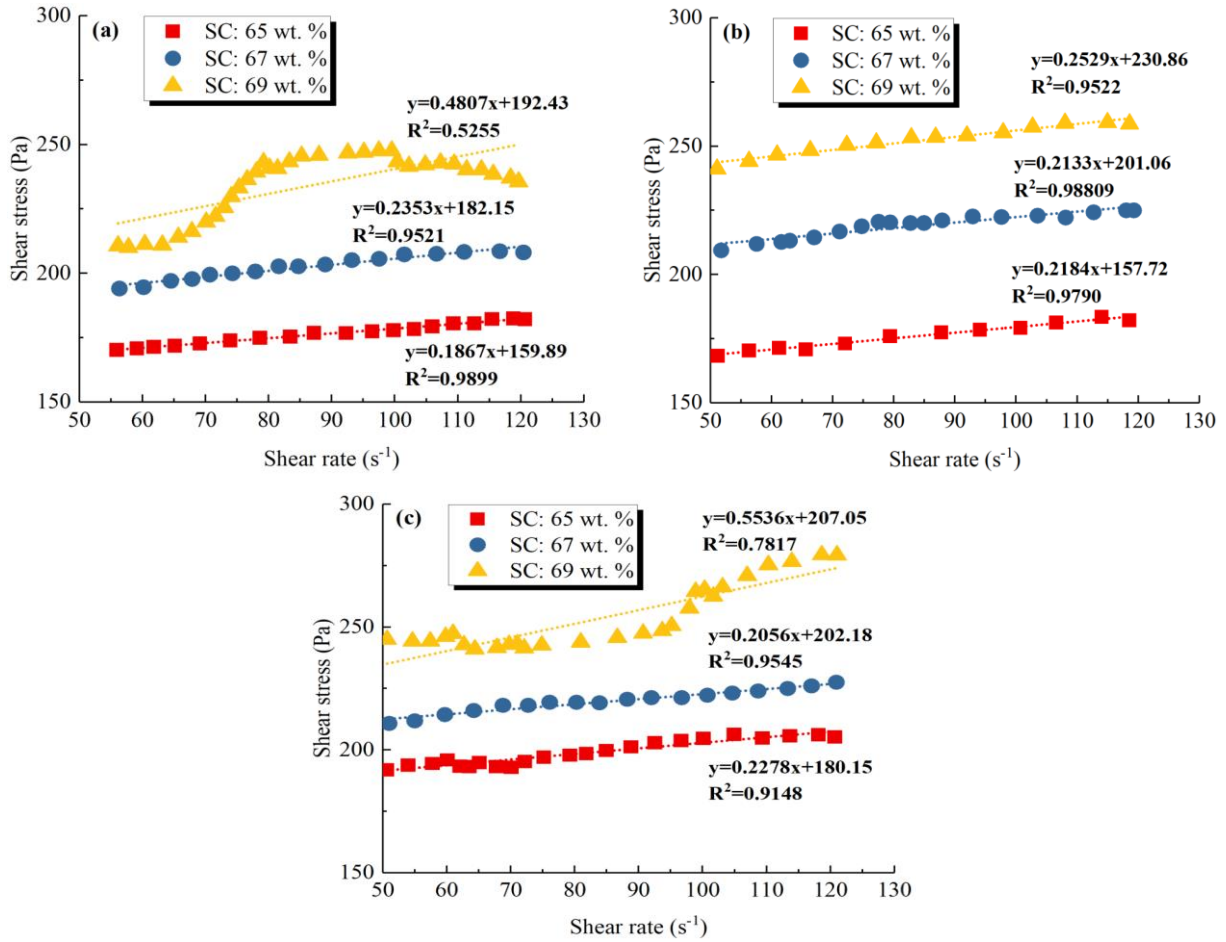 (a)
SC: 65 wt. %
SC: 67 wt. %
SC: 69 wt. %
y=0.4807x+192.43
R²=0.5255
y=0.2353x+182.15
R²=0.9521
y=0.1867x+159.89
R²=0.9899
300
250
200
150
Shear stress (Pa)
50 60 70 80 90 100 110 120 130
Shear rate (s⁻¹)
(b)
SC: 65 wt. %
SC: 67 wt. %
SC: 69 wt. %
y=0.2529x+230.86
R²=0.9522
y=0.2133x+201.06
R²=0.98809
y=0.2184x+157.72
R²=0.9790
300
250
200
150
Shear stress (Pa)
50 60 70 80 90 100 110 120 130
Shear rate (s⁻¹)
(c)
SC: 65 wt. %
SC: 67 wt. %
SC: 69 wt. %
y=0.5536x+207.05
R²=0.7817
y=0.2056x+202.18
R²=0.9545
y=0.2278x+180.15
R²=0.9148
300
250
200
150
Shear stress (Pa)
50 60 70 80 90 100 110 120 130
Shear rate (s⁻¹)